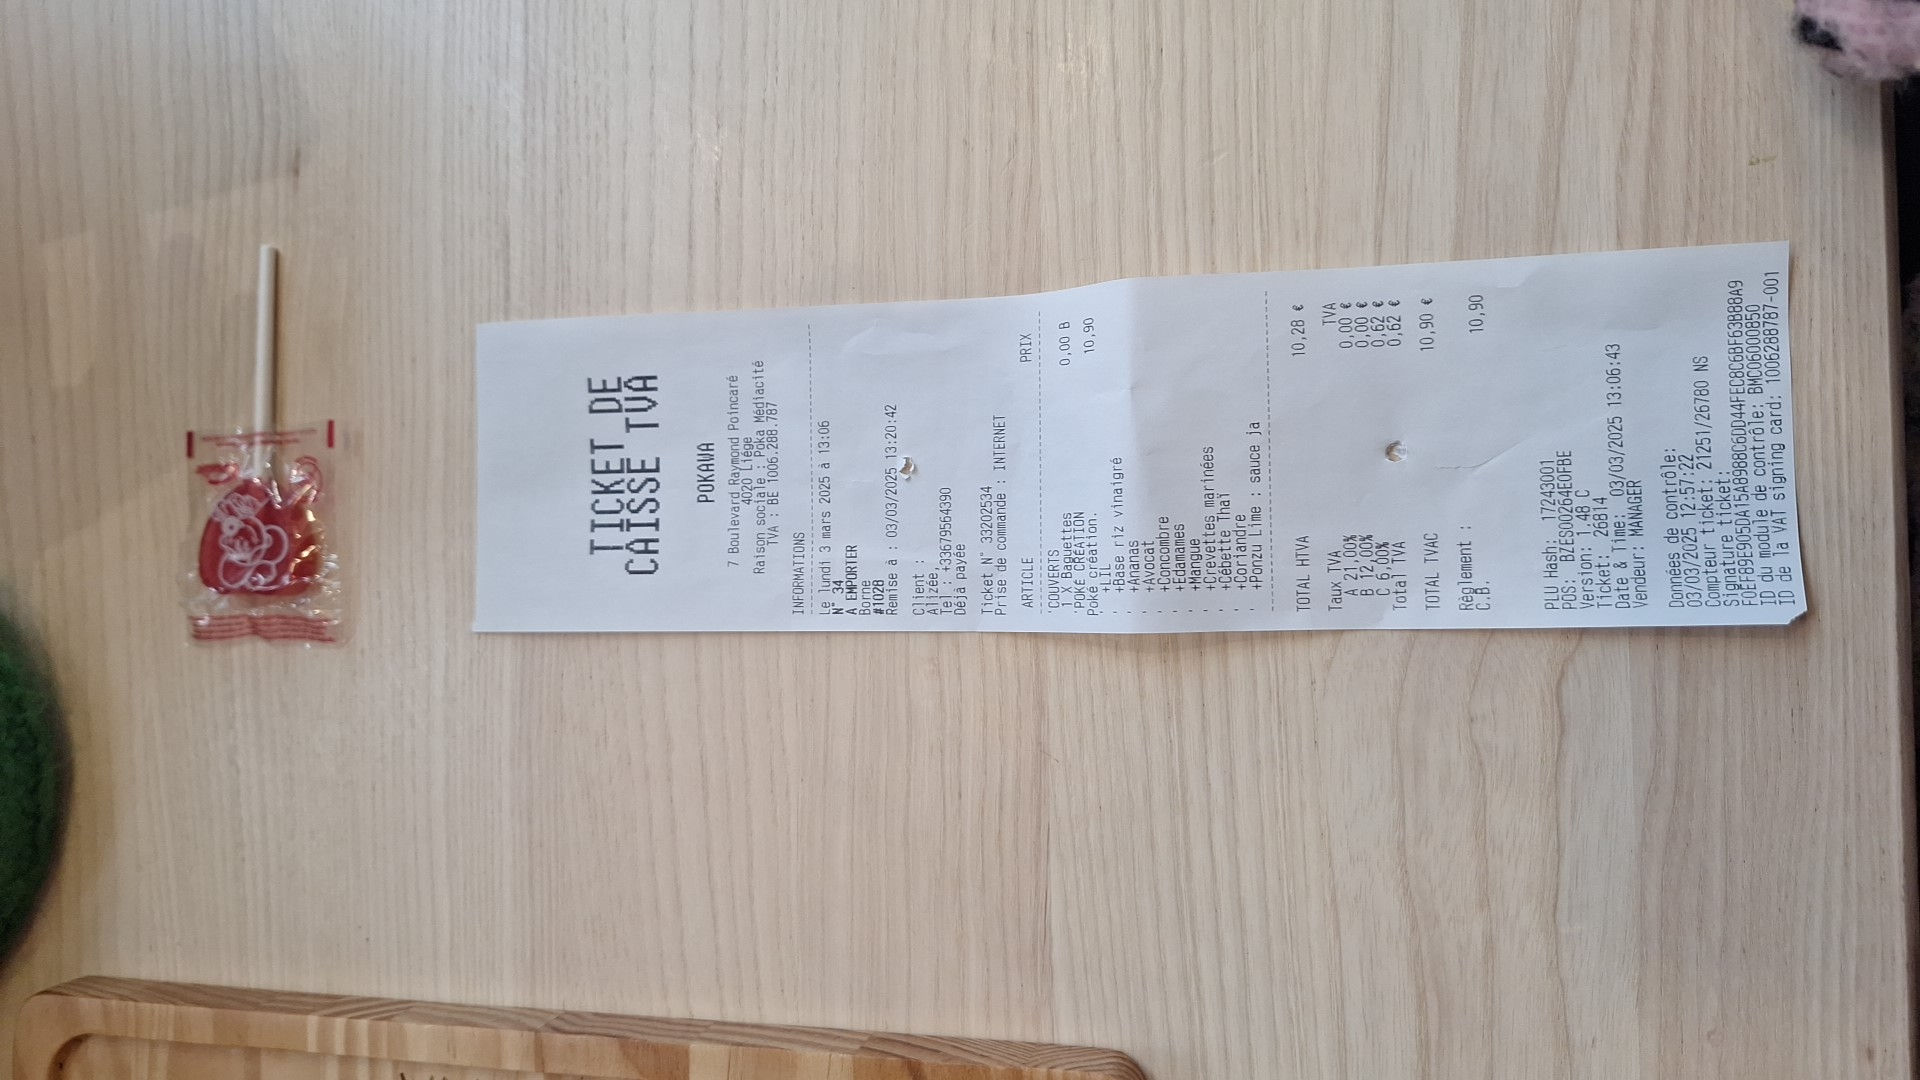 TICKET DE
CAISSE TVA
POKAWA
7 Boulevard Raymond Poincaré
4020 Liège
Raison sociale : Poka Médiacité
TVA : BE 1006.288.787
INFORMATIONS
Le lundi 3 mars 2025 à 13:06
N° 34
A EMPORTER
Borne
#1028
Remise à : 03/03/2025 13:20:42
Client :
Alizée,
Tel : +33679564390
Déjà payée
Ticket N° 333202534
Prise de commande : INTERNET
ARTICLE PRIX
COUVERTS
1 X Baguettes 0,00 B
POKÉ CRÉATION
Poké création. 10,90
. +LIL
. +Base riz vinaigré
. +Ananas
. +Avocat
. +Concombre
. +Edamames
. +Mangue
. +Crevettes marinées
. +Cébette Thaï
. +Coriandre
. +Ponzu Lime : sauce ja
TOTAL HTVA 10,28 €
Taux TVA TVA
A 21,00% 0,00 €
B 12,00% 0,00 €
C 6,00% 0,62 €
Total TVA 0,62 €
TOTAL TVAC 10,90 €
Règlement :
C.B. 10,90
PLU Hash: 17243001
POS: BZES00264E0FBE
Version: 1.48 C
Ticket: 26814
Date & Time: 03/03/2025 13:06:43
Vendeur: MANAGER
Données de contrôle:
03/03/2025 12:57:22
Compteur ticket: 21251/26780 NS
Signature ticket:
ID du module de contrôle: BMC0600850
ID de la VAT signing card: 1006288787-001